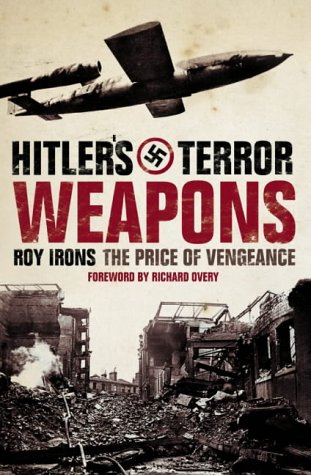 HITLER'S TERROR
WEAPONS
ROY IRONS THE PRICE OF VENGEANCE
FOREWORD BY RICHARD OVERY